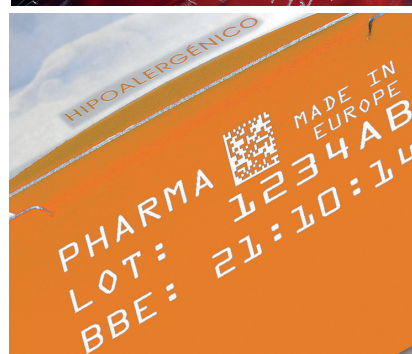 HIPOALERGÉNICO
MADE IN
EUROPE
PHARMA
LOT: 1234AB
BBE: 21:10:14